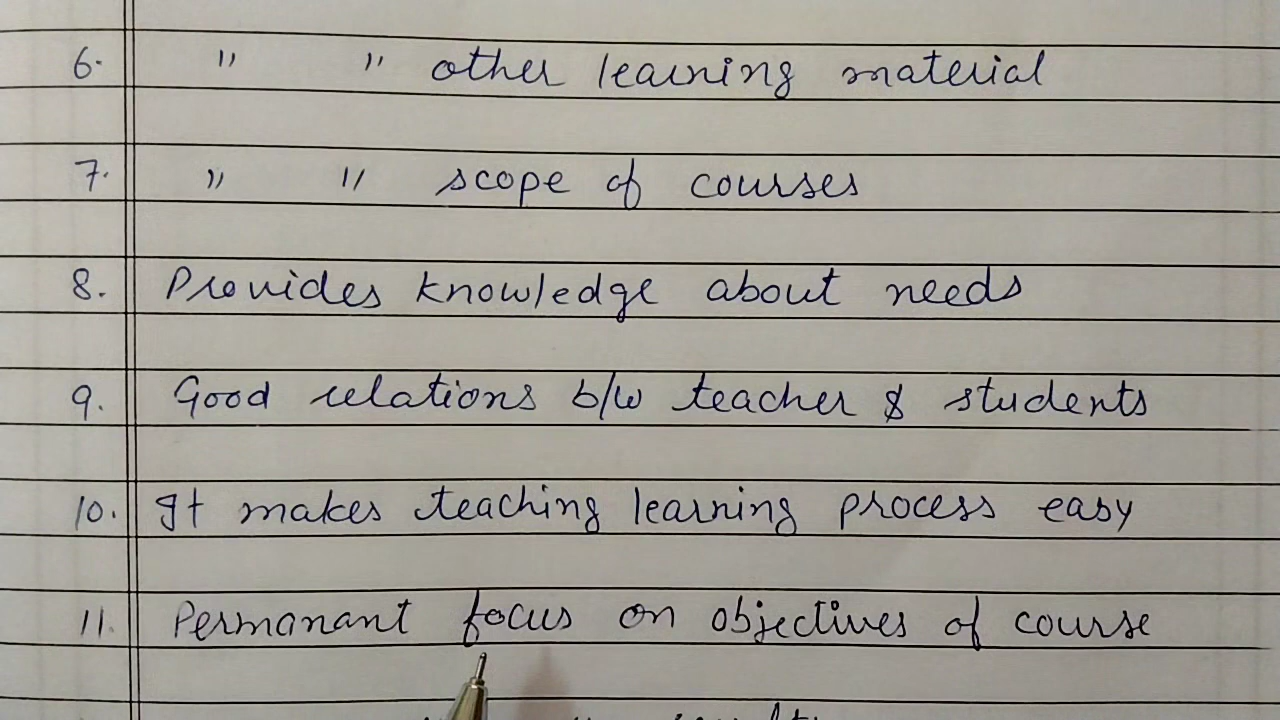 6. " " other learning material
7. " " scope of courses
8. Provides knowledge about needs
9. Good relations b/w teacher & students
10. It makes teaching learning process easy
11. Permanant focus on objectives of course